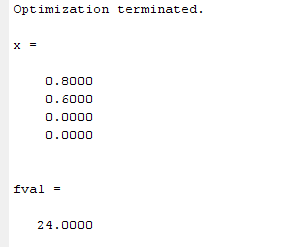 Optimization terminated.
x =
0.8000
0.6000
0.0000
0.0000
fval =
24.0000